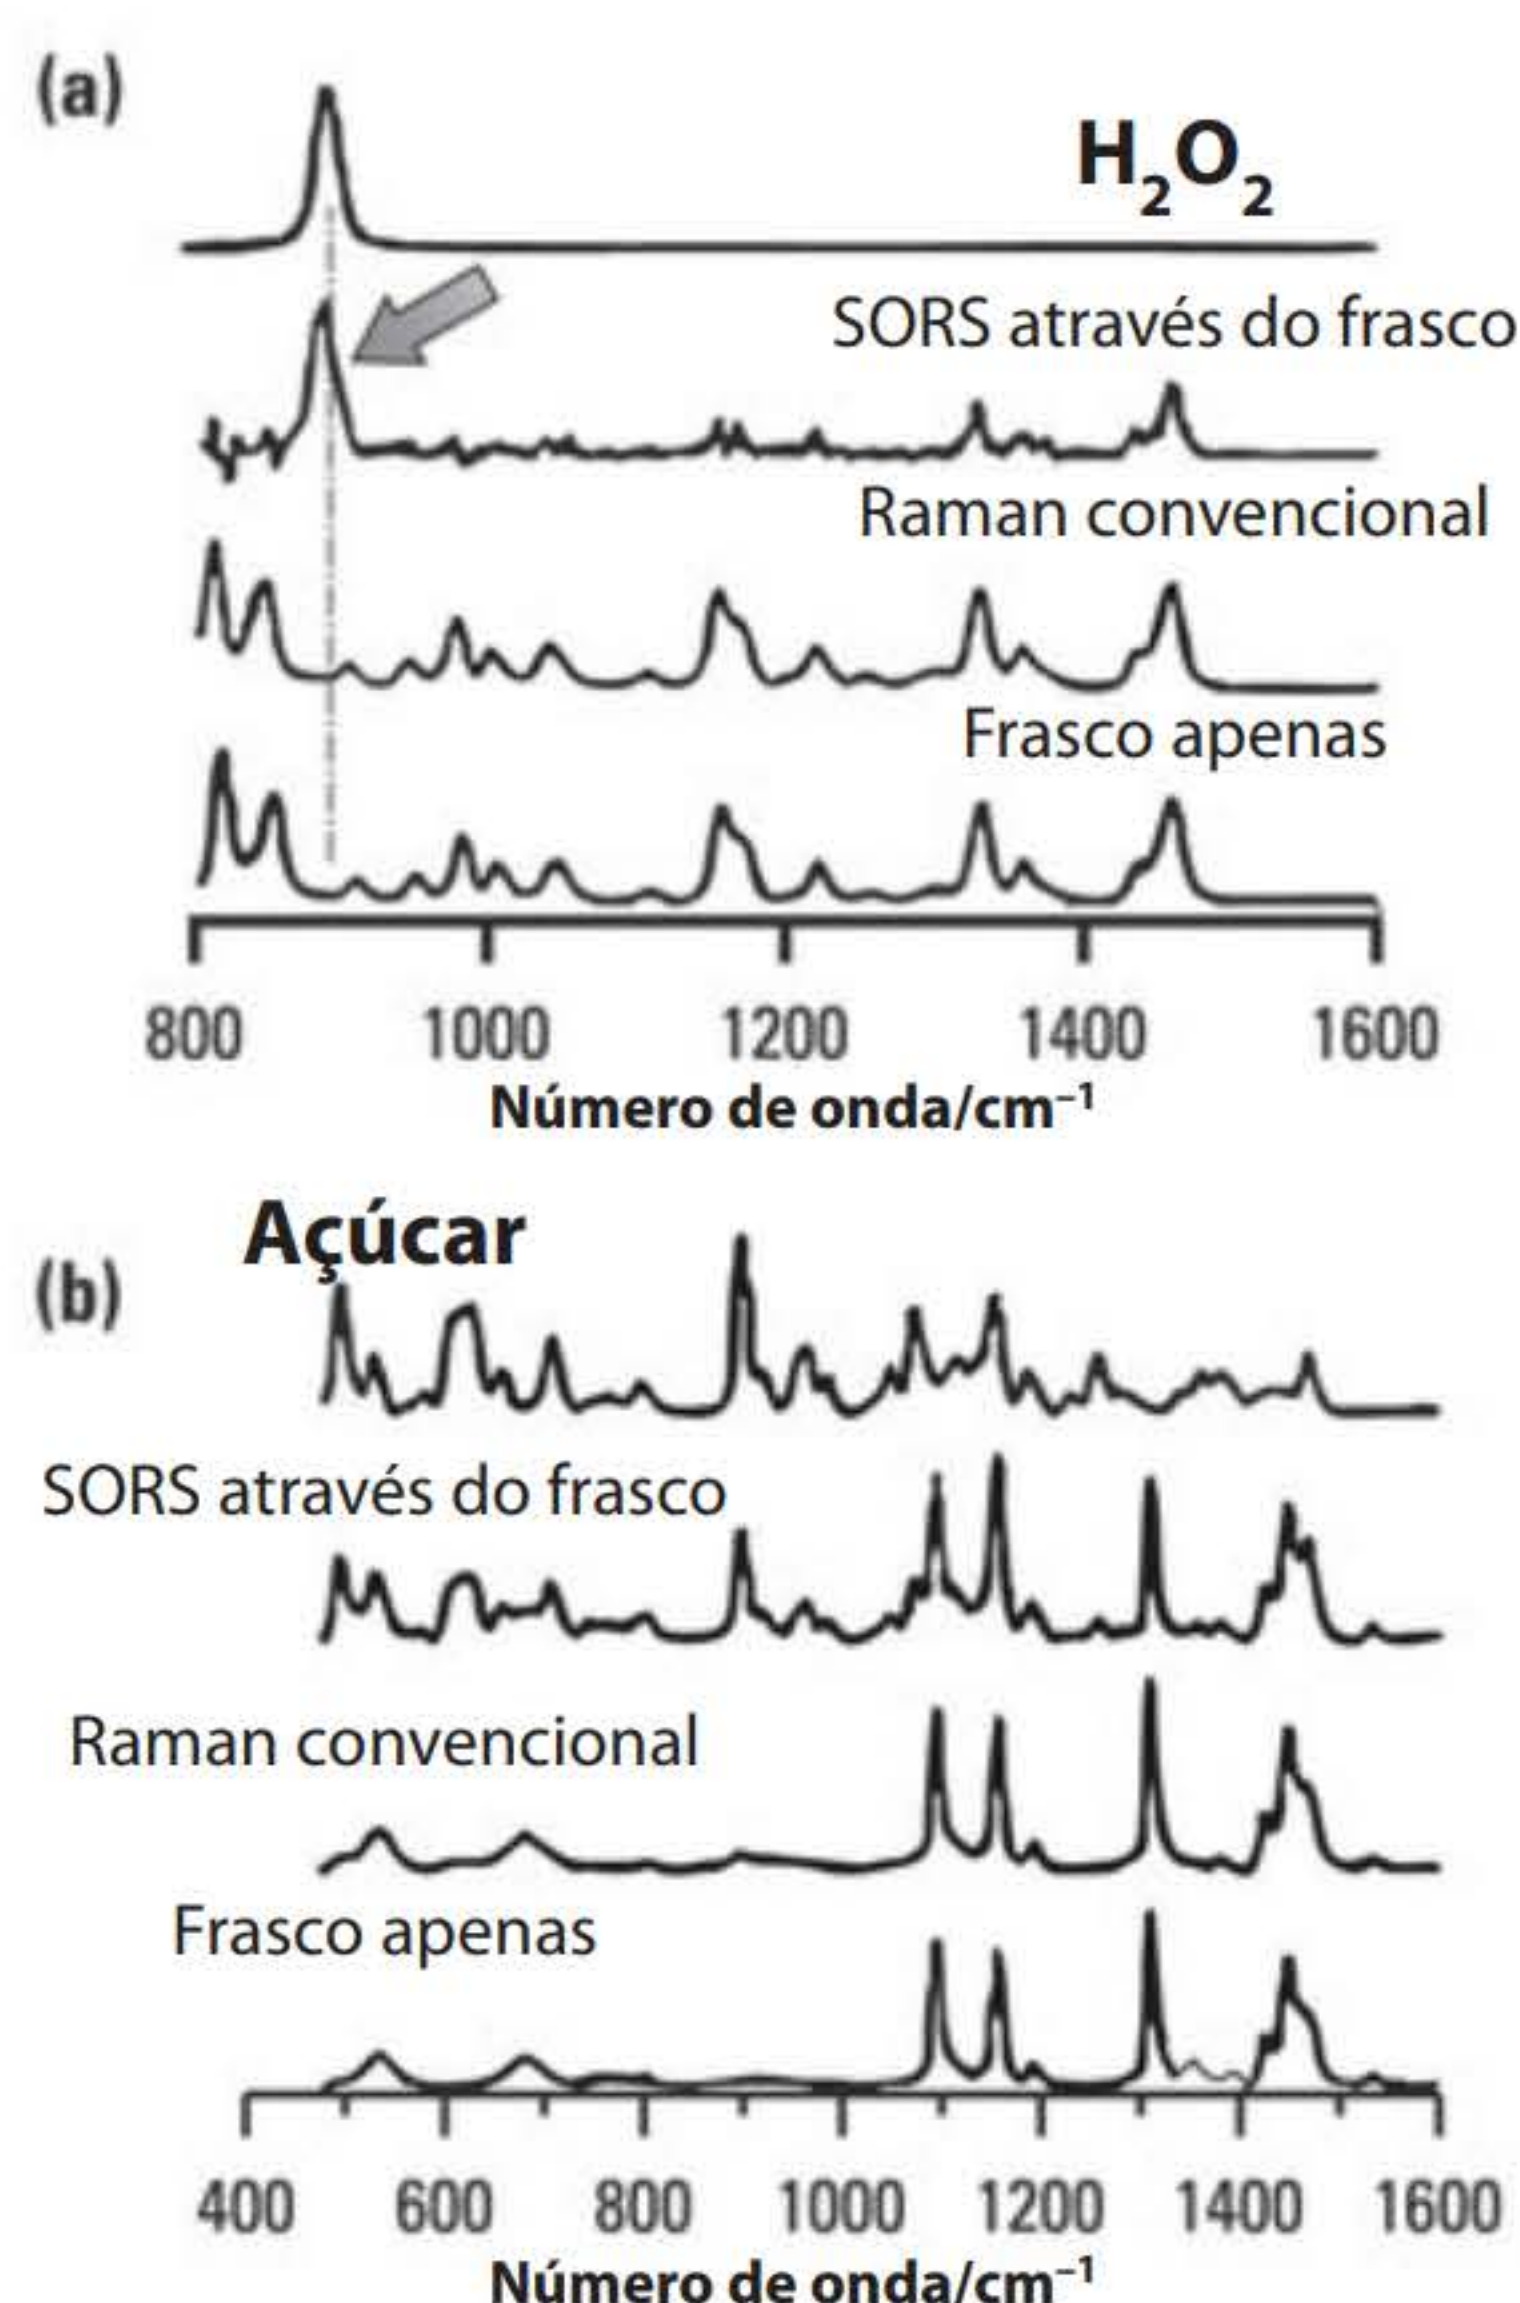 (a)
H₂O₂
SORS através do frasco
Raman convencional
Frasco apenas
800 1000 1200 1400 1600
Número de onda/cm⁻¹
(b)
Açúcar
SORS através do frasco
Raman convencional
Frasco apenas
400 600 800 1000 1200 1400 1600
Número de onda/cm⁻¹